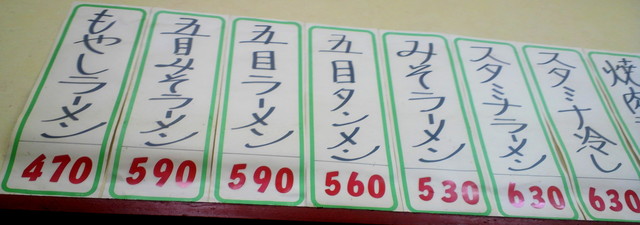 もやしラーメン
470
五目みそラーメン
590
五目ラーメン
590
五目タンメン
560
みそラーメン
530
スタミナラーメン
630
スタミナ冷し
630
焼肉